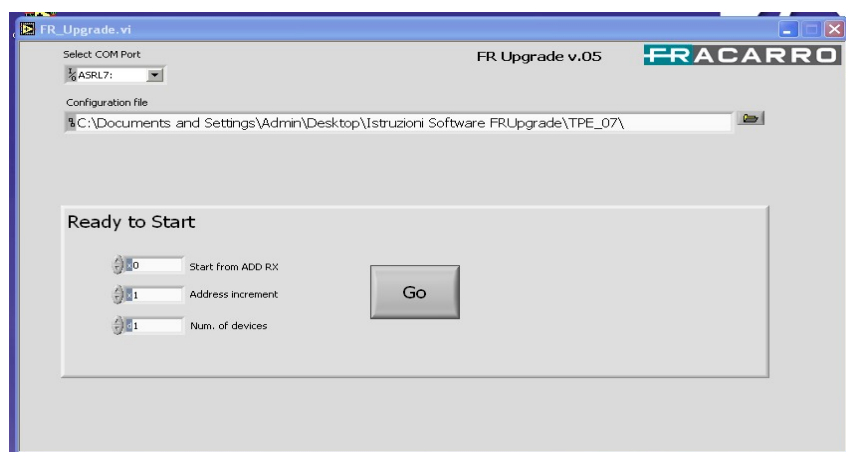 FR_Upgrade.vi
Select COM Port
FR Upgrade v.05
FRACARRO
ASRL7:
Configuration file
C:\Documents and Settings\Admin\Desktop\Istruzioni Software FRUpgrade\TPE_07\
Ready to Start
0 Start from ADD RX
1 Address increment
Go
1 Num. of devices